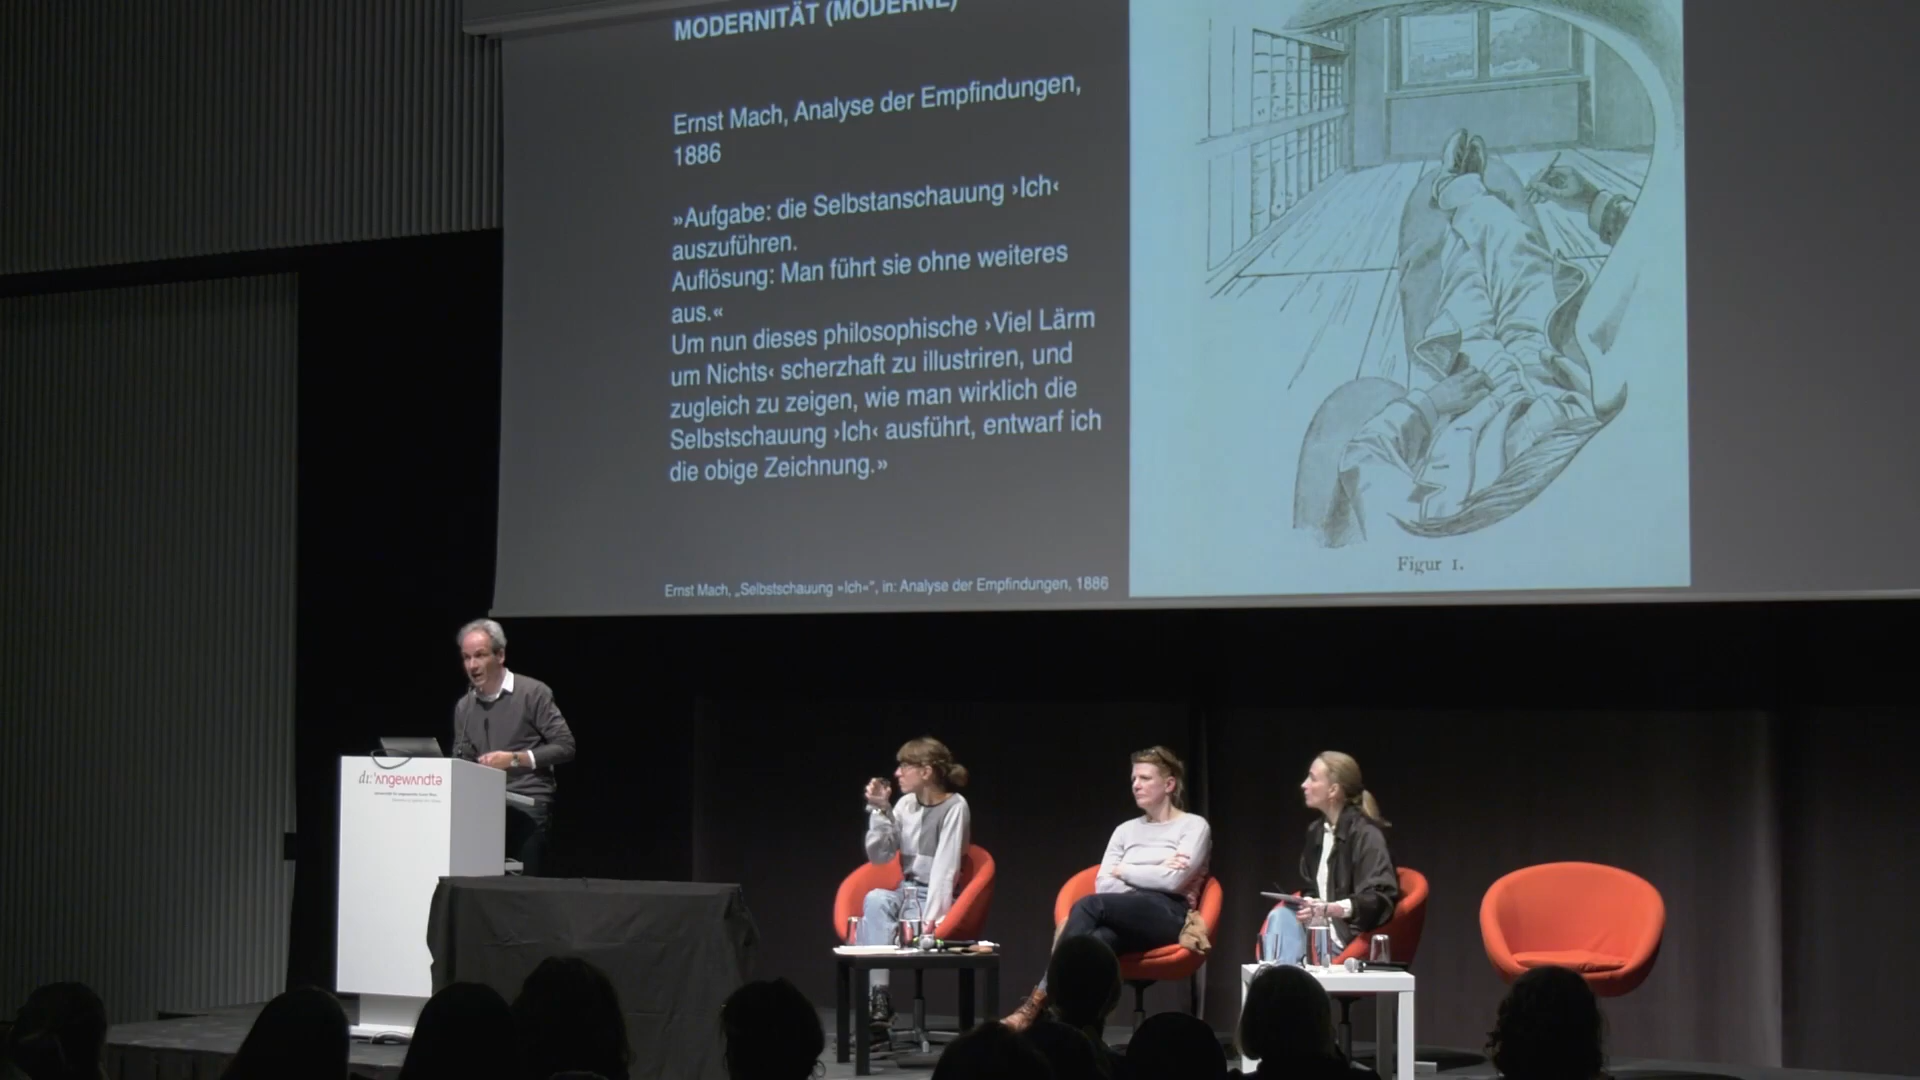 MODERNITÄT (MODERNE)
Ernst Mach, Analyse der Empfindungen,
1886
»Aufgabe: die Selbstanschauung ›Ich‹
auszuführen.
Auflösung: Man führt sie ohne weiteres
aus.«
Um nun dieses philosophische ›Viel Lärm
um Nichts‹ scherzhaft zu illustriren, und
zugleich zu zeigen, wie man wirklich die
Selbstschauung ›Ich‹ ausführt, entwarf ich
die obige Zeichnung.»
Ernst Mach, „Selbstschauung »Ich«“, in: Analyse der Empfindungen, 1886
Figur 1.
dı:'ʌngewʌndtə